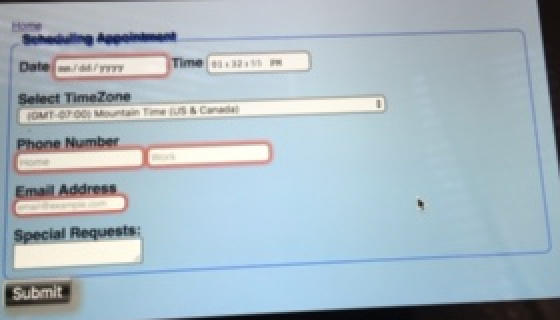 Home
Scheduling Appointment
Date mm/dd/yyyy Time 01:32:55 PM
Select TimeZone
(GMT-07:00) Mountain Time (US & Canada)
Phone Number
Home Work
Email Address
email@example.com
Special Requests:
Submit